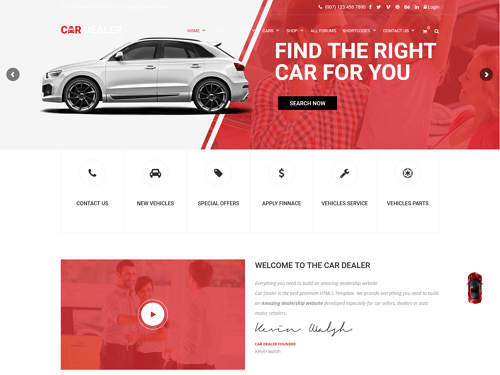 (007) 123 456 7890 Login
CAR DEALER
HOME CARS SHOP ALL FORUMS SHORTCODES CONTACT US
FIND THE RIGHT
CAR FOR YOU
SEARCH NOW
CONTACT US
NEW VEHICLES
SPECIAL OFFERS
APPLY FINNACE
VEHICLES SERVICE
VEHICLES PARTS
WELCOME TO THE CAR DEALER
Everything you need to build an amazing dealership website
Car Dealer is the best premium HTML5 Template. We provide everything you need to build
an Amazing dealership website developed especially for car sellers, dealers or auto
motor retailers.
Kevin Walsh
CAR DEALER FOUNDER
Kevin walsh